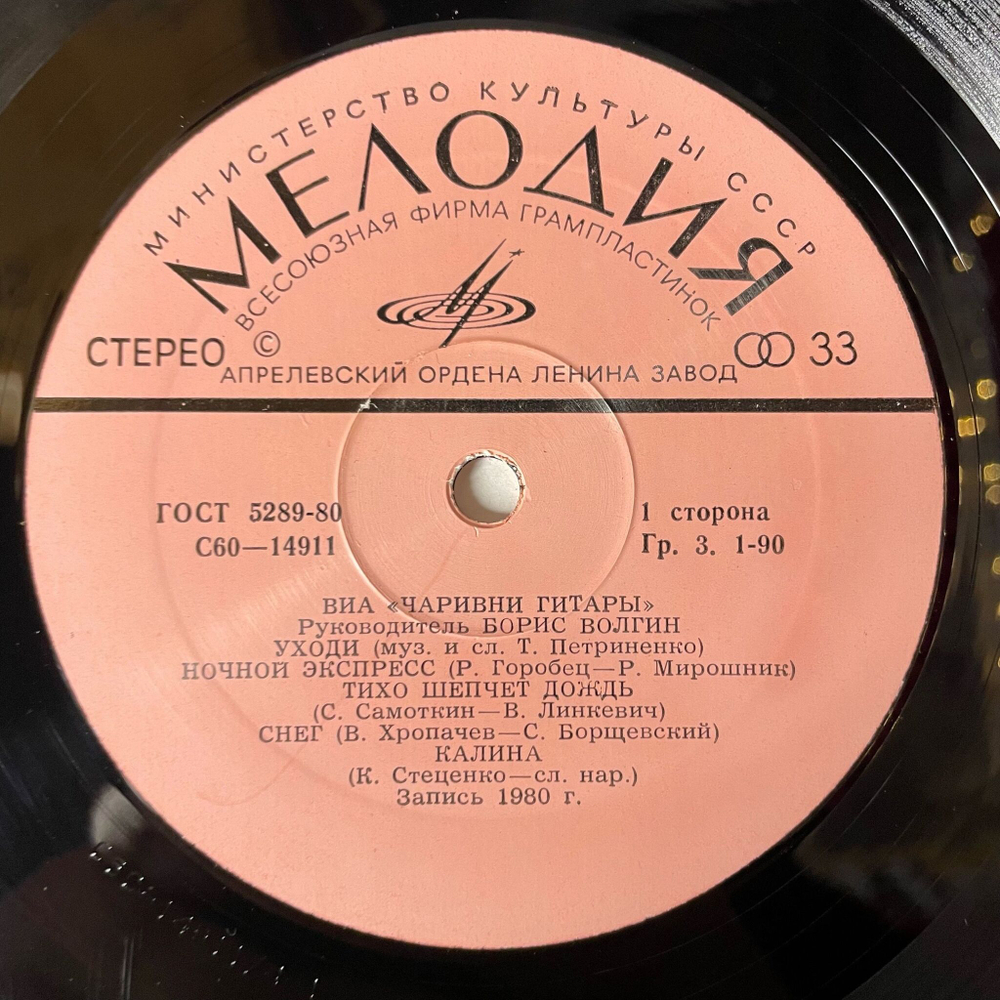 МИНИСТЕРСТВО КУЛЬТУРЫ СССР
МЕЛОДИЯ
ВСЕСОЮЗНАЯ ФИРМА ГРАМПЛАСТИНОК
СТЕРЕО © 33
АПРЕЛЕВСКИЙ ОРДЕНА ЛЕНИНА ЗАВОД
ГОСТ 5289-80 1 сторона
С60—14911 Гр. 3. 1-90
ВИА «ЧАРИВНИ ГИТАРЫ»
Руководитель БОРИС ВОЛГИН
УХОДИ (муз. и сл. Т. Петриненко)
НОЧНОЙ ЭКСПРЕСС (Р. Горобец—Р. Мирошник)
ТИХО ШЕПЧЕТ ДОЖДЬ
(С. Самоткин—В. Линкевич)
СНЕГ (В. Хропачев—С. Борщевский)
КАЛИНА
(К. Стеценко—сл. нар.)
Запись 1980 г.